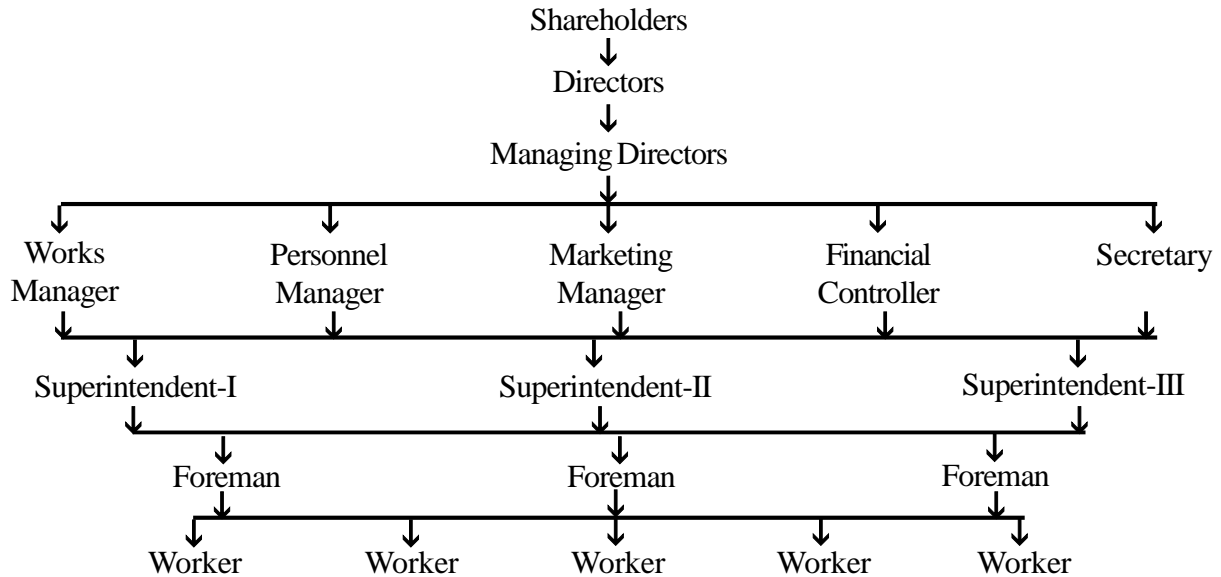 Shareholders
Directors
Managing Directors
Works Manager
Personnel Manager
Marketing Manager
Financial Controller
Secretary
Superintendent-I
Superintendent-II
Superintendent-III
Foreman
Foreman
Foreman
Worker
Worker
Worker
Worker
Worker